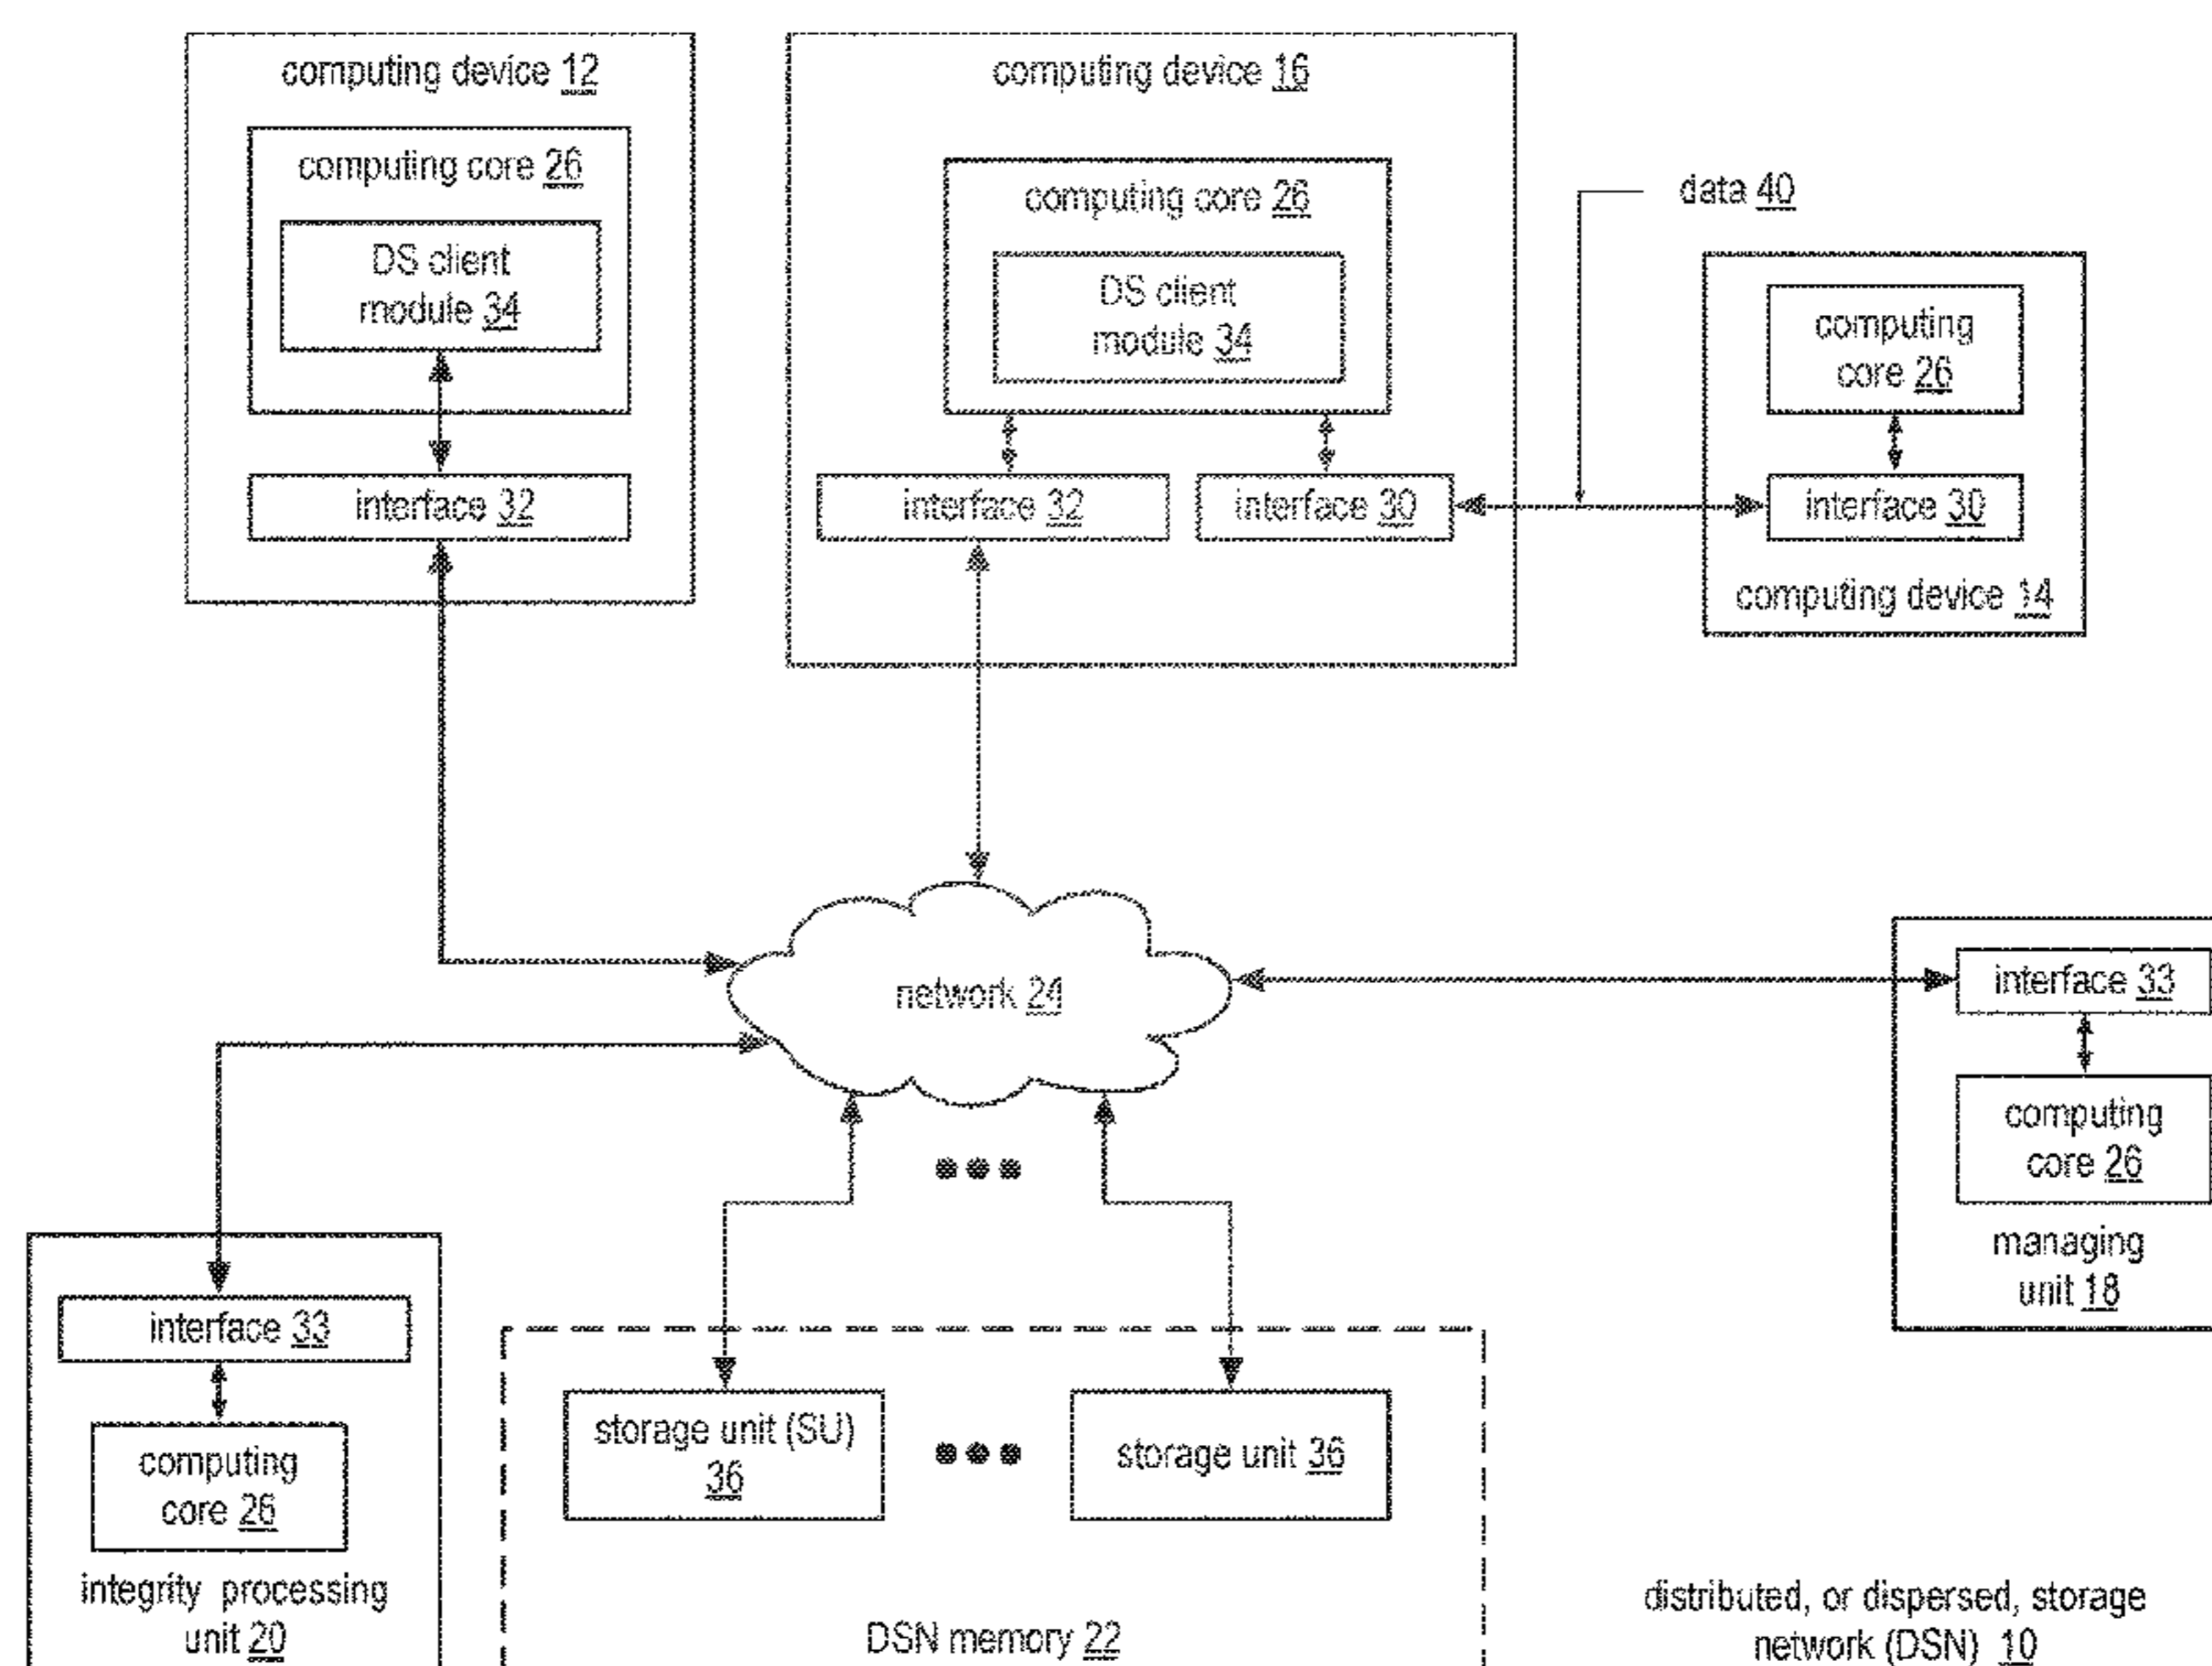 computing device 12
computing core 26
DS client
module 34
interface 32
computing device 16
computing core 26
DS client
module 34
interface 32
interface 30
data 40
computing
core 26
interface 30
computing device 14
network 24
interface 33
computing
core 26
managing
unit 18
interface 33
computing
core 26
integrity processing
unit 20
storage unit (SU)
36
storage unit 36
DSN memory 22
distributed, or dispersed, storage
network (DSN) 10